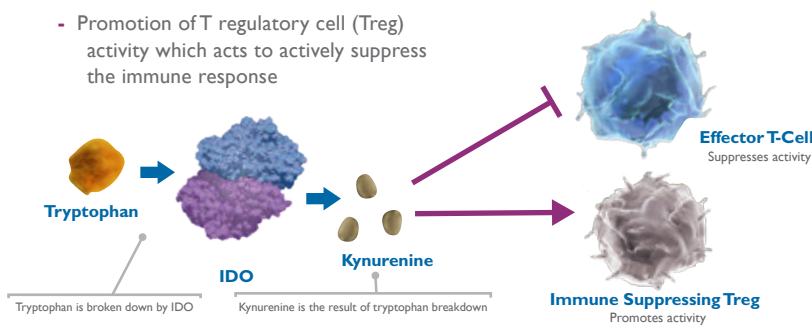 - Promotion of T regulatory cell (Treg)
activity which acts to actively suppress
the immune response
Effector T-Cell
Suppresses activity
Tryptophan
IDO
Kynurenine
Tryptophan is broken down by IDO
Kynurenine is the result of tryptophan breakdown
Immune Suppressing Treg
Promotes activity